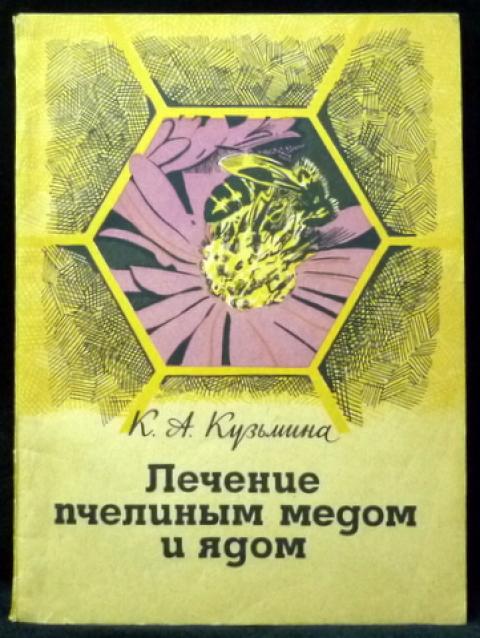 К. А. Кузьмина
Лечение
пчелиным медом
и ядом